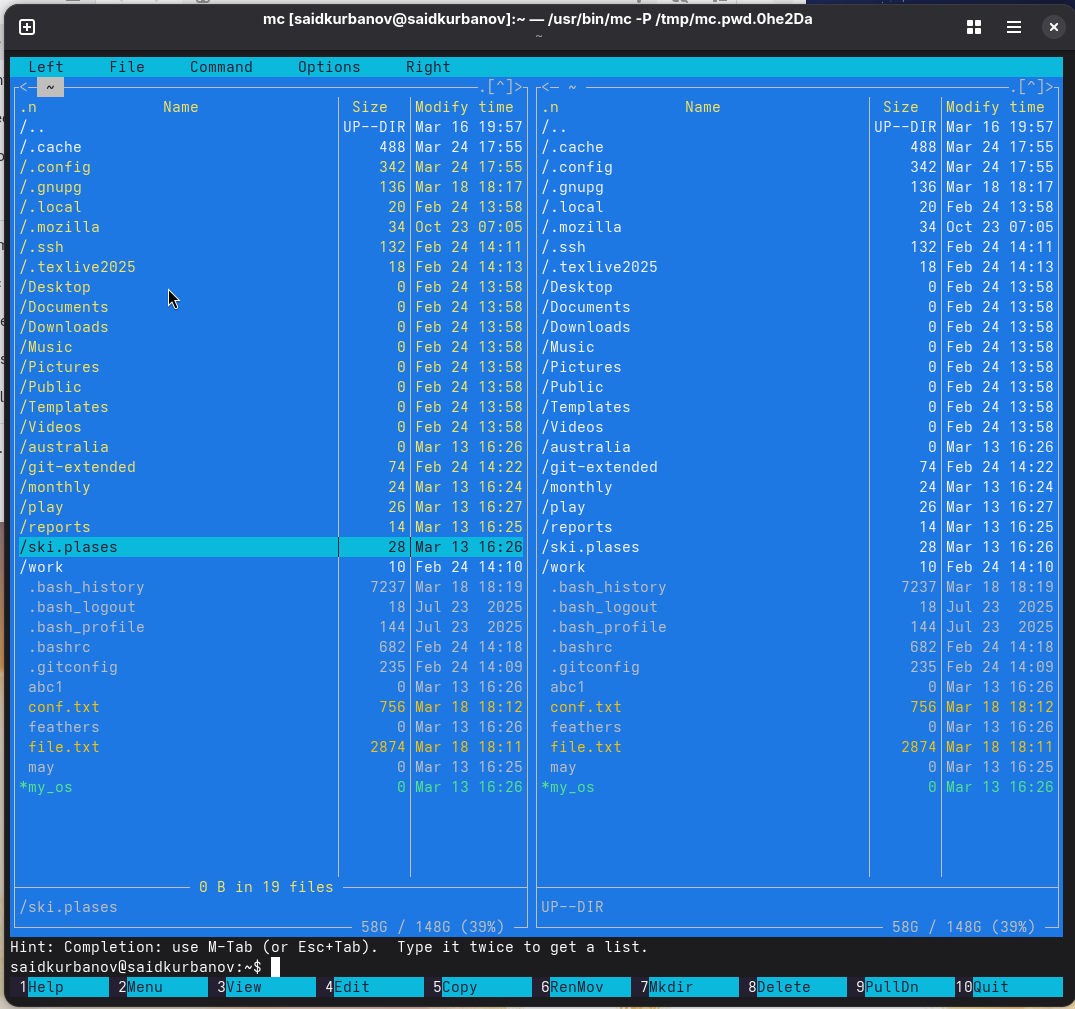 mc [saidkurbanov@saidkurbanov]:~ — /usr/bin/mc -P /tmp/mc.pwd.0he2Da
~
Left File Command Options Right
<─ ~ .[^]> <─ ~ .[^]>
.n Name Size Modify time .n Name Size Modify time
/.. UP--DIR Mar 16 19:57 /.. UP--DIR Mar 16 19:57
/.cache 488 Mar 24 17:55 /.cache 488 Mar 24 17:55
/.config 342 Mar 24 17:55 /.config 342 Mar 24 17:55
/.gnupg 136 Mar 18 18:17 /.gnupg 136 Mar 18 18:17
/.local 20 Feb 24 13:58 /.local 20 Feb 24 13:58
/.mozilla 34 Oct 23 07:05 /.mozilla 34 Oct 23 07:05
/.ssh 132 Feb 24 14:11 /.ssh 132 Feb 24 14:11
/.texlive2025 18 Feb 24 14:13 /.texlive2025 18 Feb 24 14:13
/Desktop 0 Feb 24 13:58 /Desktop 0 Feb 24 13:58
/Documents 0 Feb 24 13:58 /Documents 0 Feb 24 13:58
/Downloads 0 Feb 24 13:58 /Downloads 0 Feb 24 13:58
/Music 0 Feb 24 13:58 /Music 0 Feb 24 13:58
/Pictures 0 Feb 24 13:58 /Pictures 0 Feb 24 13:58
/Public 0 Feb 24 13:58 /Public 0 Feb 24 13:58
/Templates 0 Feb 24 13:58 /Templates 0 Feb 24 13:58
/Videos 0 Feb 24 13:58 /Videos 0 Feb 24 13:58
/australia 0 Mar 13 16:26 /australia 0 Mar 13 16:26
/git-extended 74 Feb 24 14:22 /git-extended 74 Feb 24 14:22
/monthly 24 Mar 13 16:24 /monthly 24 Mar 13 16:24
/play 26 Mar 13 16:27 /play 26 Mar 13 16:27
/reports 14 Mar 13 16:25 /reports 14 Mar 13 16:25
/ski.plases 28 Mar 13 16:26 /ski.plases 28 Mar 13 16:26
/work 10 Feb 24 14:10 /work 10 Feb 24 14:10
.bash_history 7237 Mar 18 18:19 .bash_history 7237 Mar 18 18:19
.bash_logout 18 Jul 23 2025 .bash_logout 18 Jul 23 2025
.bash_profile 144 Jul 23 2025 .bash_profile 144 Jul 23 2025
.bashrc 682 Feb 24 14:18 .bashrc 682 Feb 24 14:18
.gitconfig 235 Feb 24 14:09 .gitconfig 235 Feb 24 14:09
abc1 0 Mar 13 16:26 abc1 0 Mar 13 16:26
conf.txt 756 Mar 18 18:12 conf.txt 756 Mar 18 18:12
feathers 0 Mar 13 16:26 feathers 0 Mar 13 16:26
file.txt 2874 Mar 18 18:11 file.txt 2874 Mar 18 18:11
may 0 Mar 13 16:25 may 0 Mar 13 16:25
*my_os 0 Mar 13 16:26 *my_os 0 Mar 13 16:26
0 B in 19 files
/ski.plases UP--DIR
58G / 148G (39%) 58G / 148G (39%)
Hint: Completion: use M-Tab (or Esc+Tab). Type it twice to get a list.
saidkurbanov@saidkurbanov:~$
1Help 2Menu 3View 4Edit 5Copy 6RenMov 7Mkdir 8Delete 9PullDn 10Quit